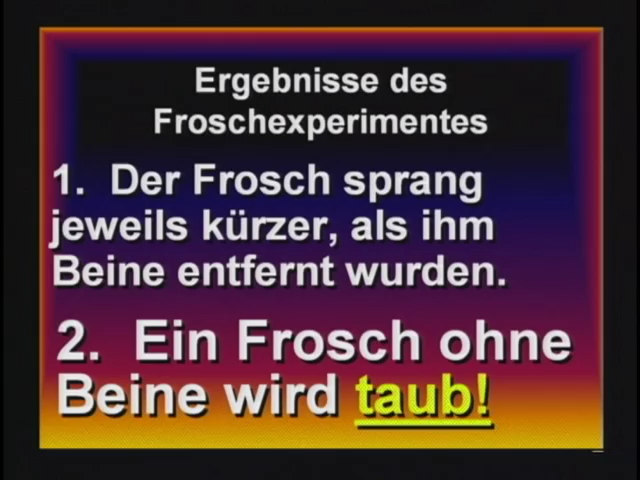 Ergebnisse des
Froschexperimentes
1. Der Frosch sprang
jeweils kürzer, als ihm
Beine entfernt wurden.
2. Ein Frosch ohne
Beine wird taub!